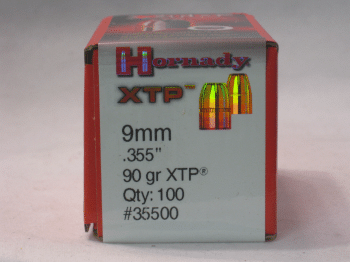 Hornady
XTP™
9mm
.355"
90 gr XTP®
Qty: 100
#35500